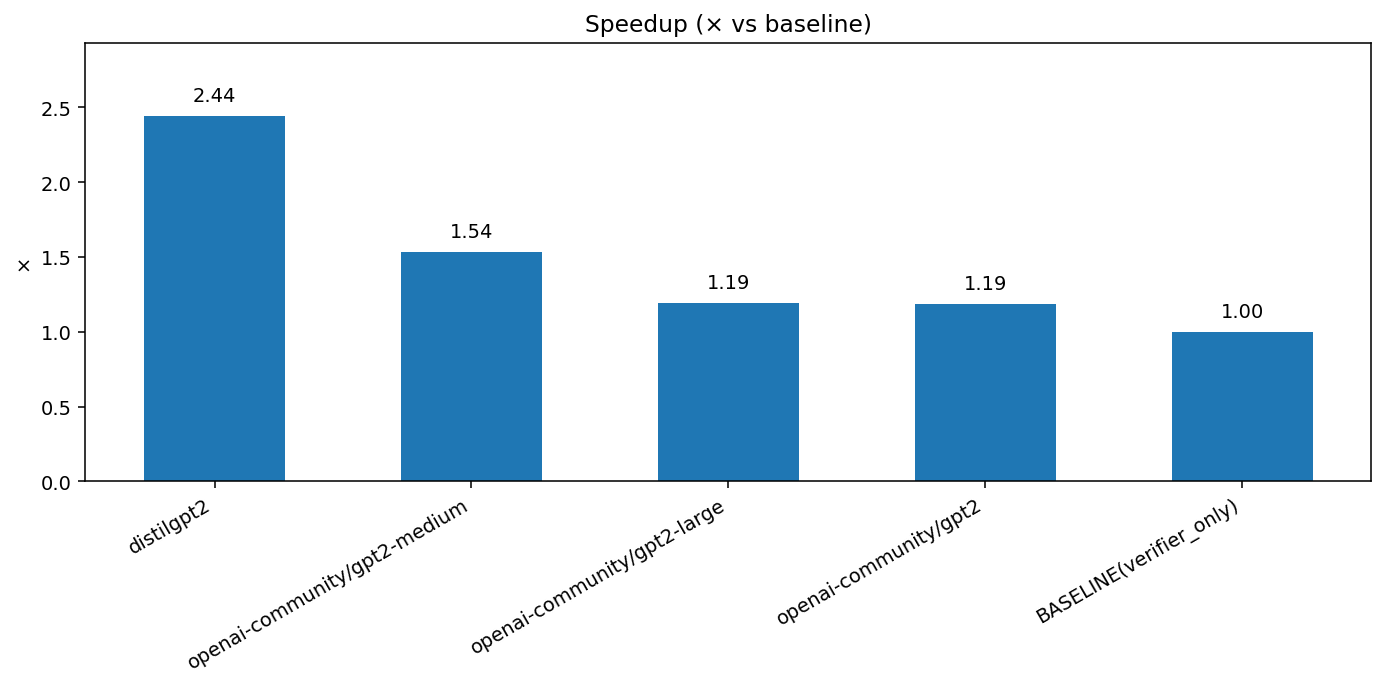 Speedup (× vs baseline)
2.44
1.54
1.19
1.19
1.00
×
2.5
2.0
1.5
1.0
0.5
0.0
distilgpt2
openai-community/gpt2-medium
openai-community/gpt2-large
openai-community/gpt2
BASELINE(verifier_only)